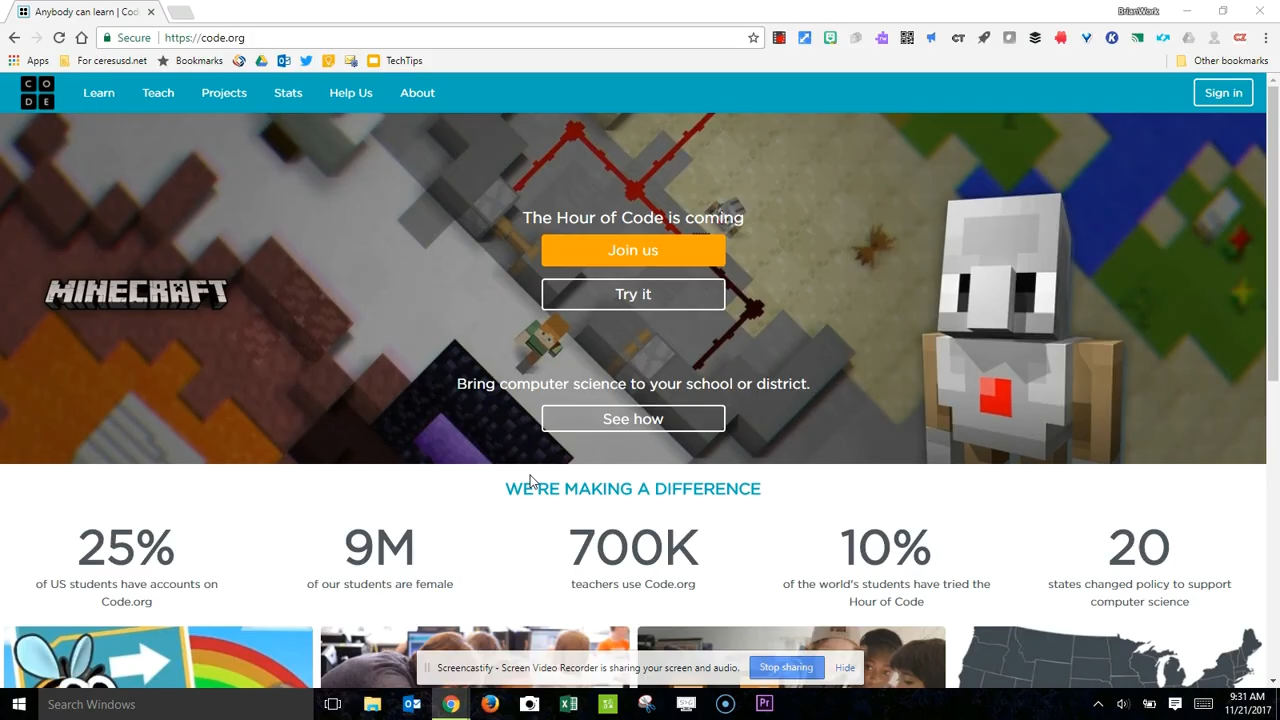 Anybody can learn | Cod
BrianWork
Secure
https://code.org
Apps
For ceresusd.net
Bookmarks
TechTips
Other bookmarks
CODE
Learn
Teach
Projects
Stats
Help Us
About
Sign in
The Hour of Code is coming
Join us
Try it
MINECRAFT
Bring computer science to your school or district.
See how
WE'RE MAKING A DIFFERENCE
25%
of US students have accounts on
Code.org
9M
of our students are female
700K
teachers use Code.org
10%
of the world's students have tried the
Hour of Code
20
states changed policy to support
computer science
Screencastify - Screen Video Recorder is sharing your screen and audio.
Stop sharing
Hide
Search Windows
9:31 AM
11/21/2017